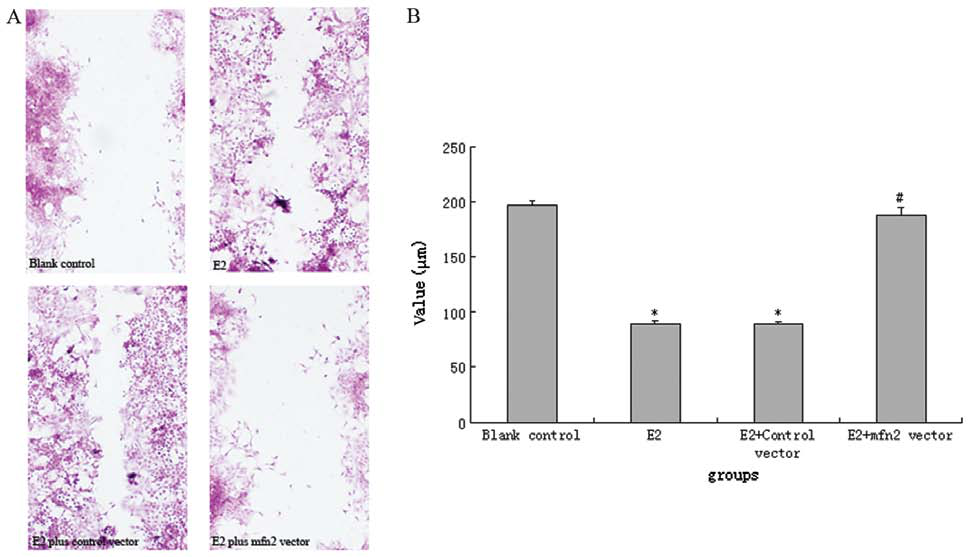 A
B
Blank control
E2
E2 plus control vector
E2 plus mfn2 vector
250
200
150
100
50
0
Value (μm)
*
*
#
Blank control
E2
E2+Control
vector
E2+mfn2 vector
groups